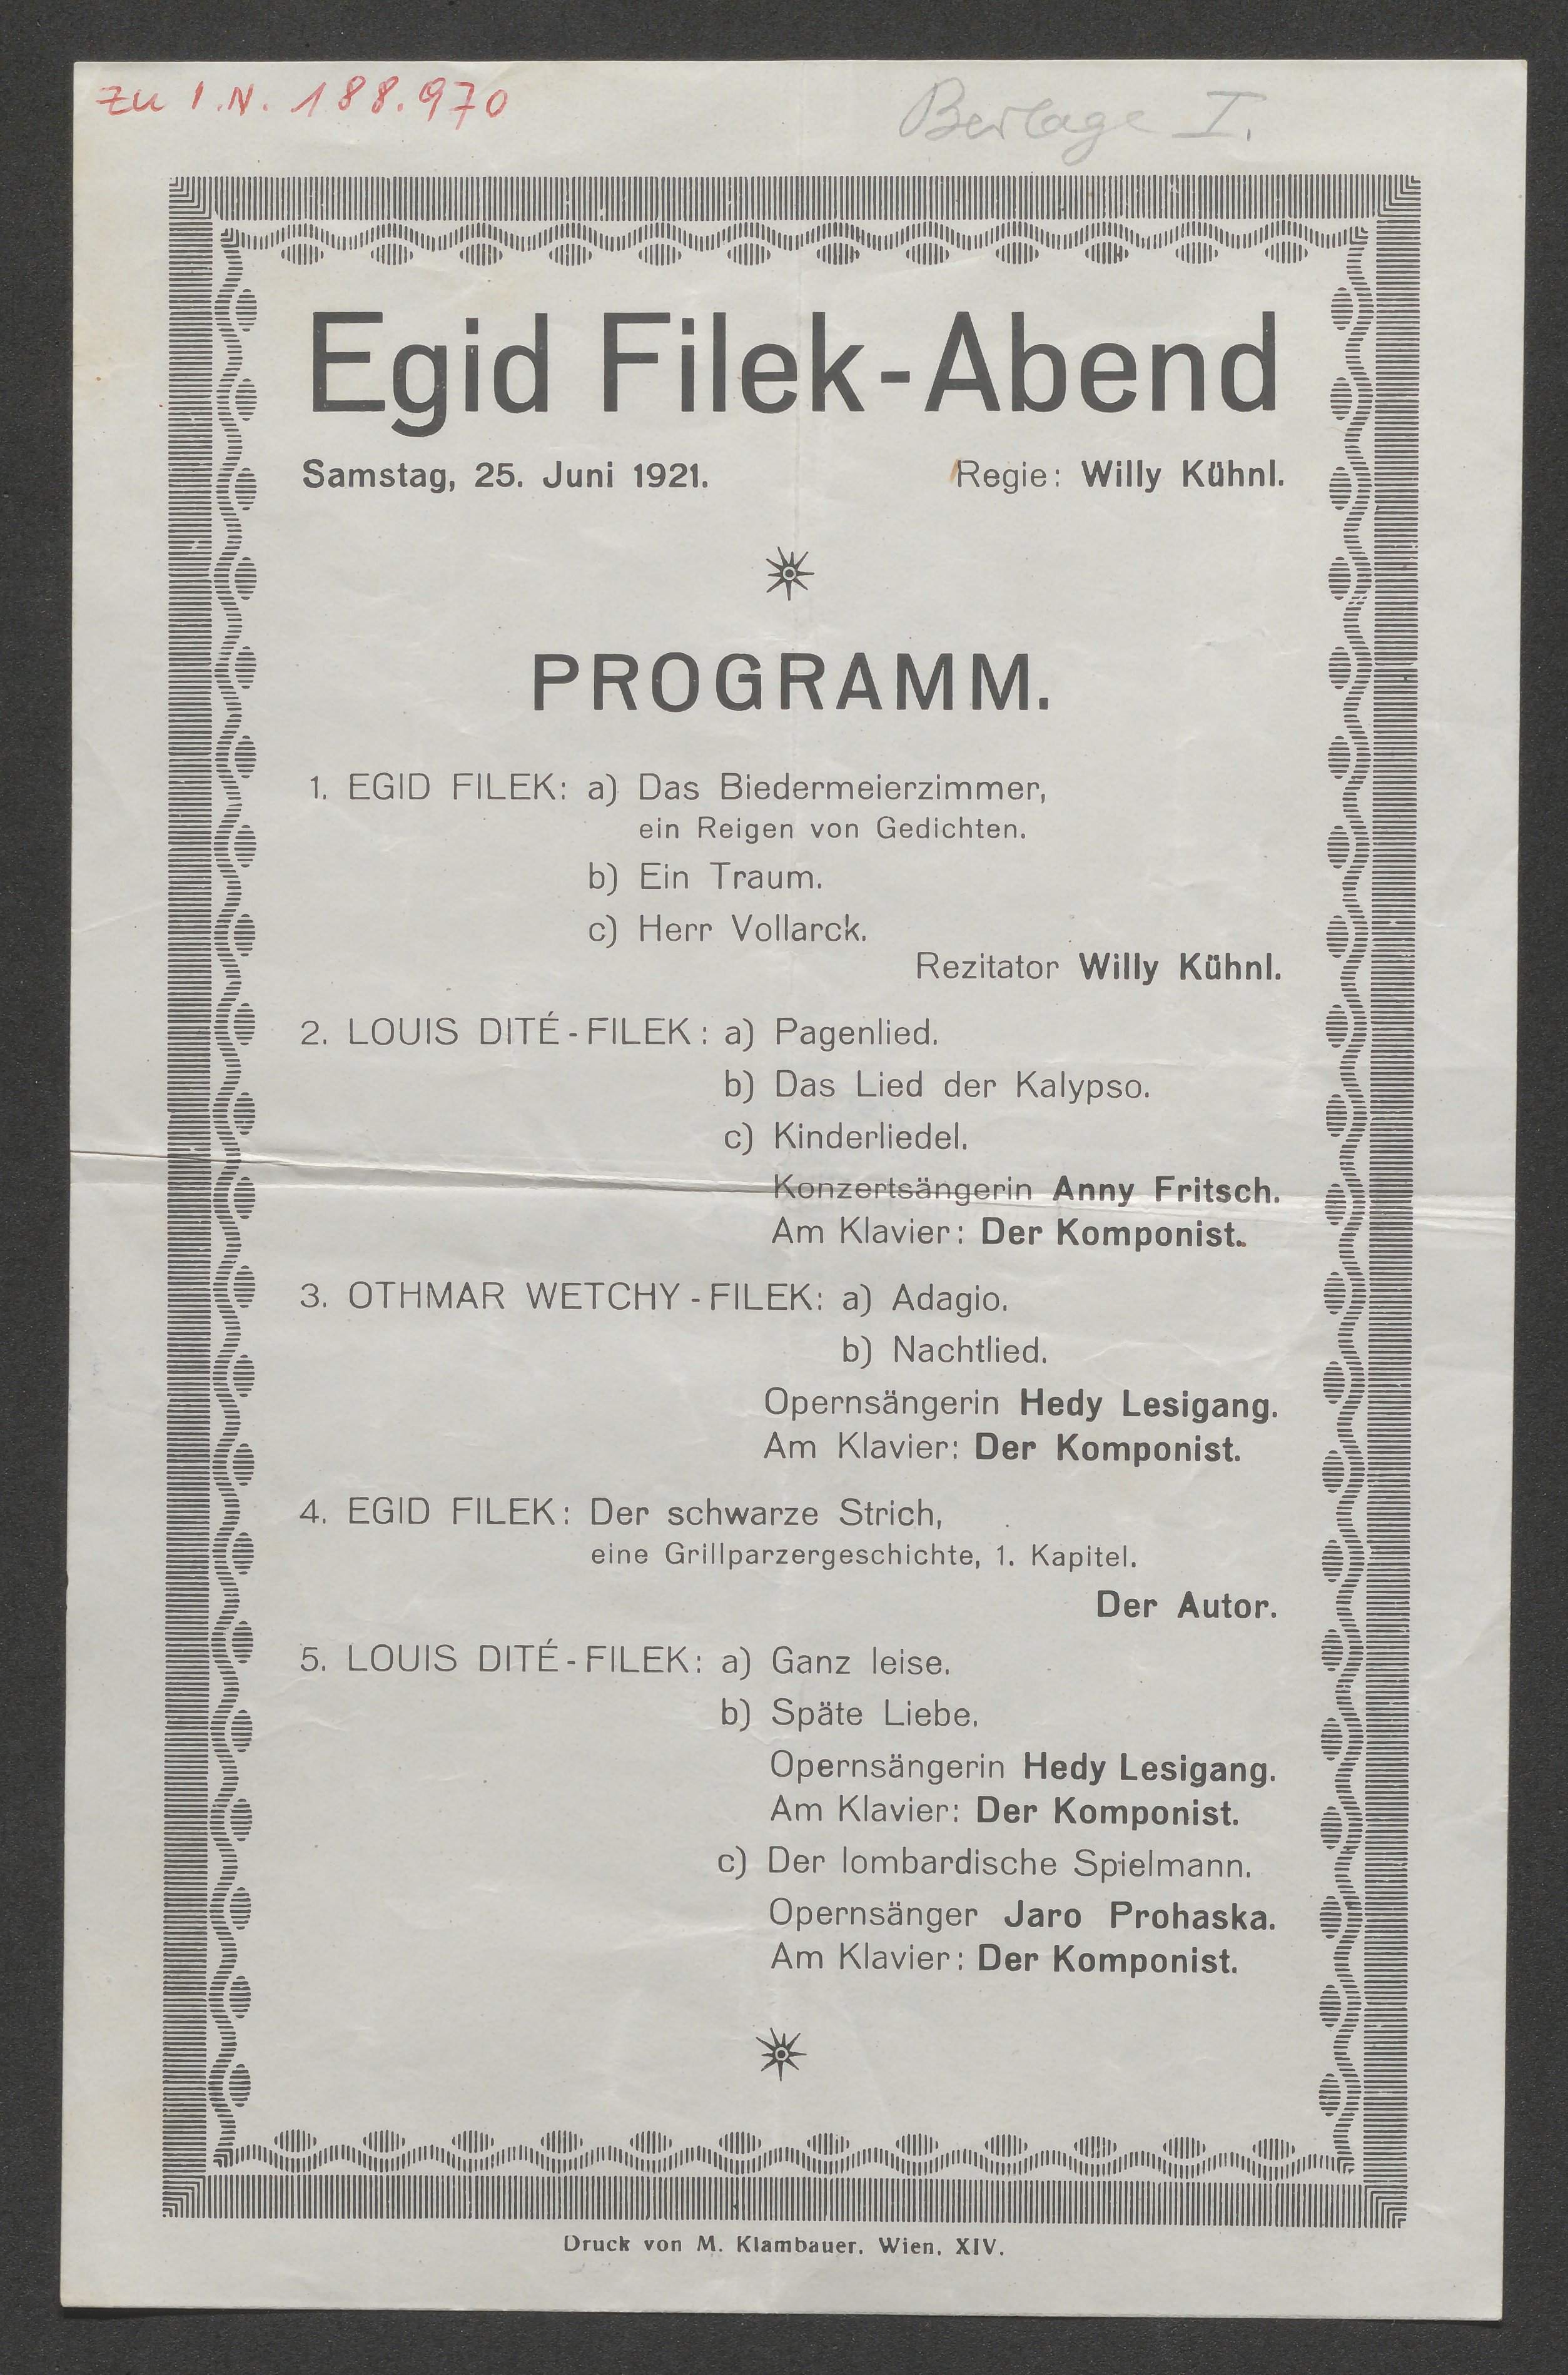 zu I.N. 188.970
Beilage I.
Egid Filek-Abend
Samstag, 25. Juni 1921. Regie: Willy Kühnl.
PROGRAMM.
1. EGID FILEK: a) Das Biedermeierzimmer,
ein Reigen von Gedichten.
b) Ein Traum.
c) Herr Vollarck.
Rezitator Willy Kühnl.
2. LOUIS DITÉ-FILEK: a) Pagenlied.
b) Das Lied der Kalypso.
c) Kinderliedel.
Konzertsängerin Anny Fritsch.
Am Klavier: Der Komponist.
3. OTHMAR WETCHY-FILEK: a) Adagio.
b) Nachtlied.
Opernsängerin Hedy Lesigang.
Am Klavier: Der Komponist.
4. EGID FILEK: Der schwarze Strich,
eine Grillparzergeschichte, 1. Kapitel.
Der Autor.
5. LOUIS DITÉ-FILEK: a) Ganz leise.
b) Späte Liebe.
Opernsängerin Hedy Lesigang.
Am Klavier: Der Komponist.
c) Der lombardische Spielmann.
Opernsänger Jaro Prohaska.
Am Klavier: Der Komponist.
Druck von M. Klambauer, Wien, XIV.